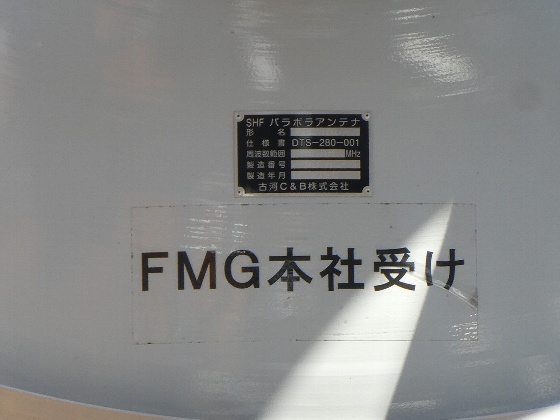 SHF パラボラアンテナ
形名
仕様書 DTS-280-001
周波数範囲 MHz
製造番号
製造年月
古河C&B株式会社
FMG本社受け